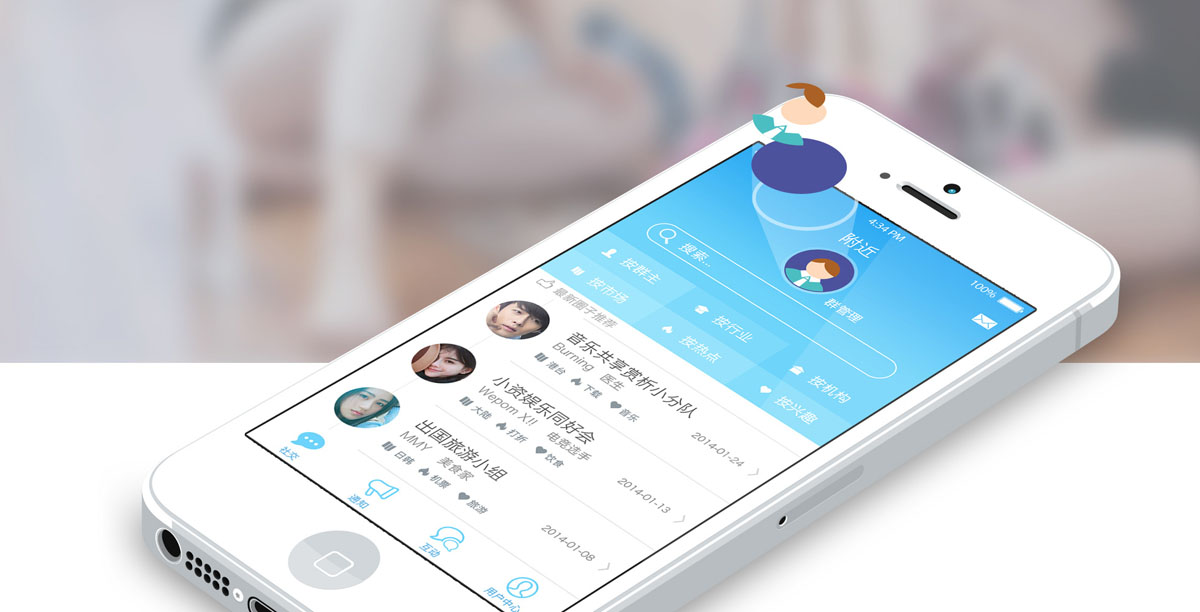 4:34 PM
100%
附近
群管理
搜索...
按群主
按行业
按机构
按市场
按热点
按兴趣
最新圈子推荐
音乐共享赏析小分队
Burning 医生
港台 下载 音乐
2014-01-24
小资娱乐同好会
Wepom X!! 电竞选手
大陆 打折 饮食
2014-01-13
出国旅游小组
MMY 美食家
日韩 机票 旅游
2014-01-08
社交
通知
互动
用户中心